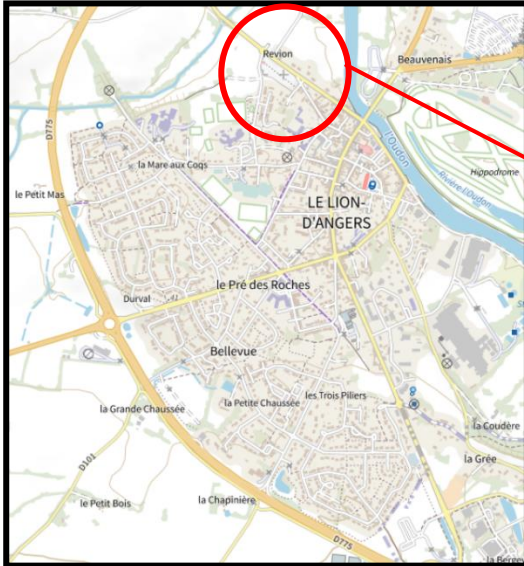 Revion
Beauvenais
D775
l'Oudon
la Mare aux Coqs
Hippodrome
le Petit Mas
Rivière l'Oudon
LE LION-
D'ANGERS
le Pré des Roches
Durval
Bellevue
la Petite Chaussée
les Trois Piliers
la Grande Chaussée
la Coudère
D101
la Grée
le Petit Bois
la Chapinière
D775
la Berge